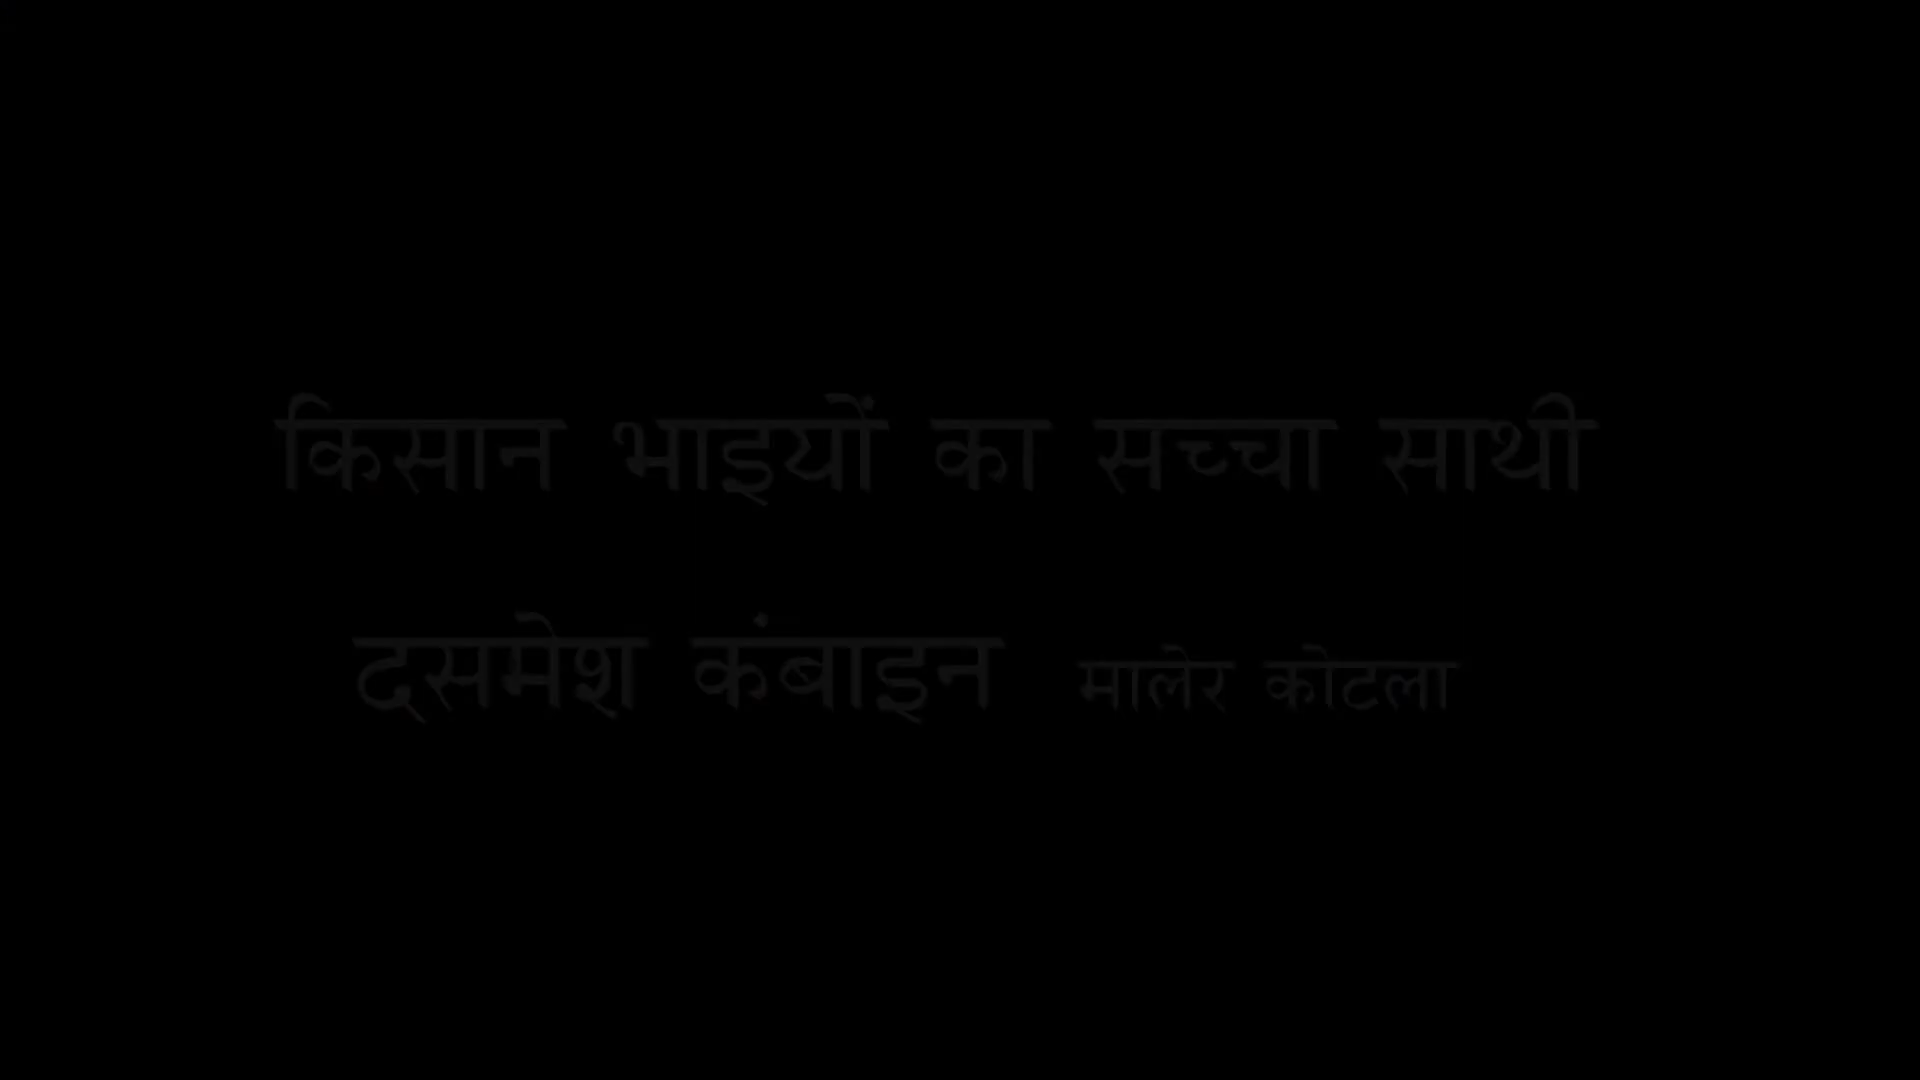 किसान भाइयों का सच्चा साथी
दसमेश कंबाइन मालेर कोटला